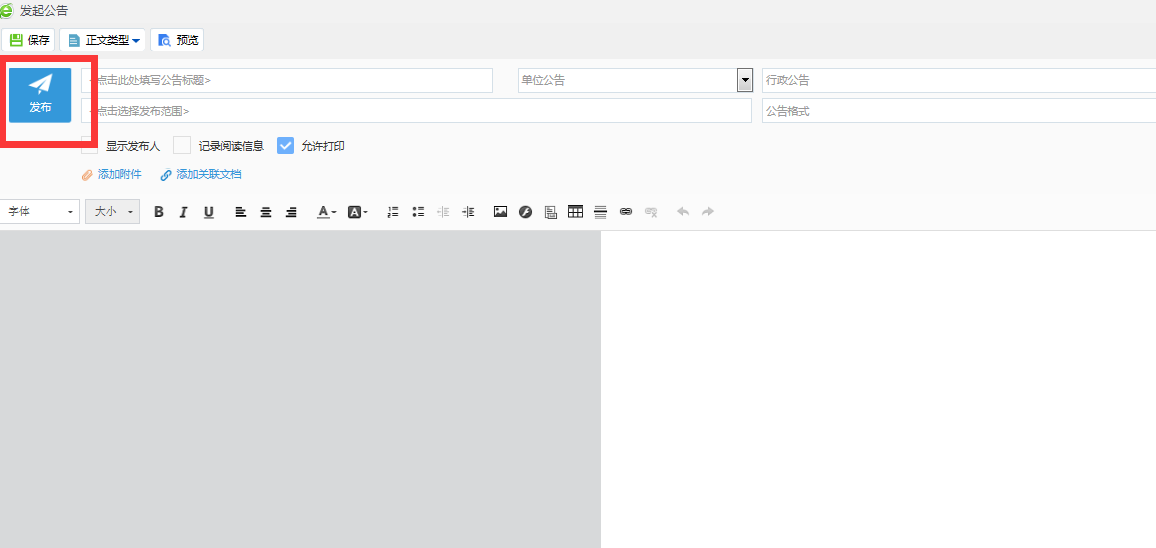 发起公告
保存 正文类型 预览
发布
点击此处填写公告标题> 单位公告 行政公告
点击选择发布范围> 公告格式
显示发布人 记录阅读信息 允许打印
添加附件 添加关联文档
字体 大小 B I U A A